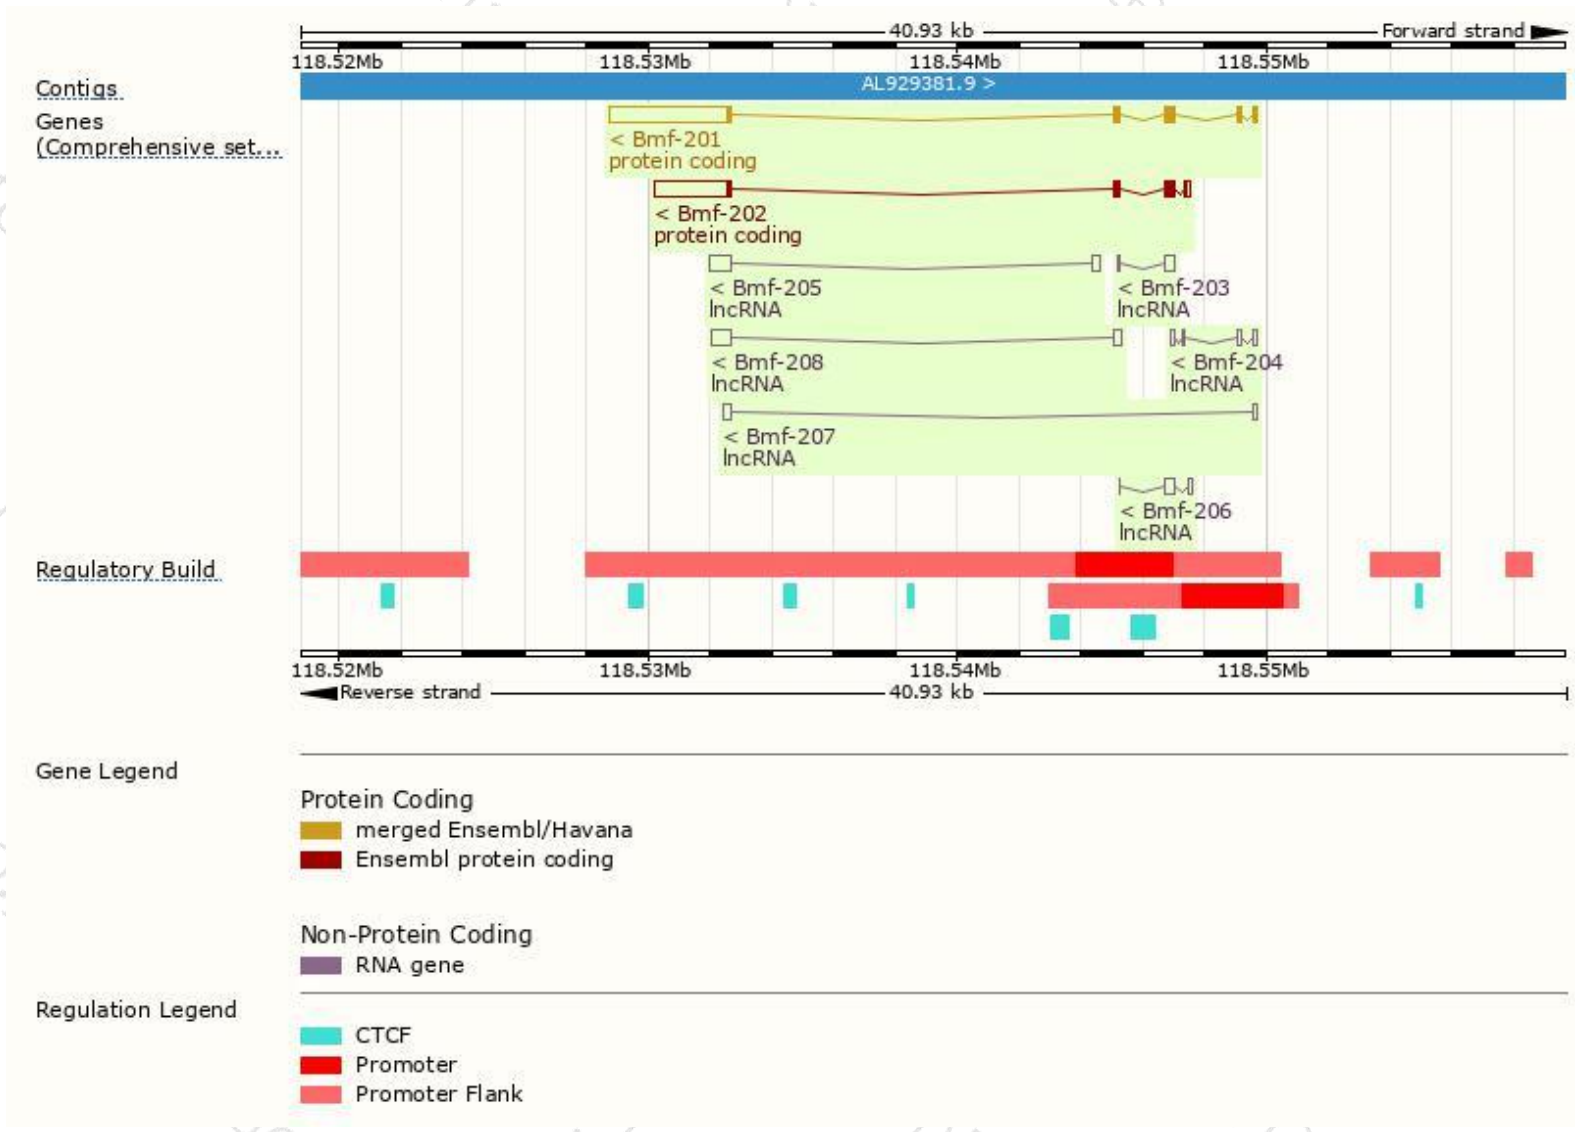 40.93 kb Forward strand
118.52Mb 118.53Mb 118.54Mb 118.55Mb
Contigs AL929381.9 >
Genes
(Comprehensive set...
< Bmf-201
protein coding
< Bmf-202
protein coding
< Bmf-205 < Bmf-203
lncRNA lncRNA
< Bmf-208 < Bmf-204
lncRNA lncRNA
< Bmf-207
lncRNA
< Bmf-206
lncRNA
Regulatory Build
118.52Mb 118.53Mb 118.54Mb 118.55Mb
Reverse strand 40.93 kb
Gene Legend
Protein Coding
merged Ensembl/Havana
Ensembl protein coding
Non-Protein Coding
RNA gene
Regulation Legend
CTCF
Promoter
Promoter Flank